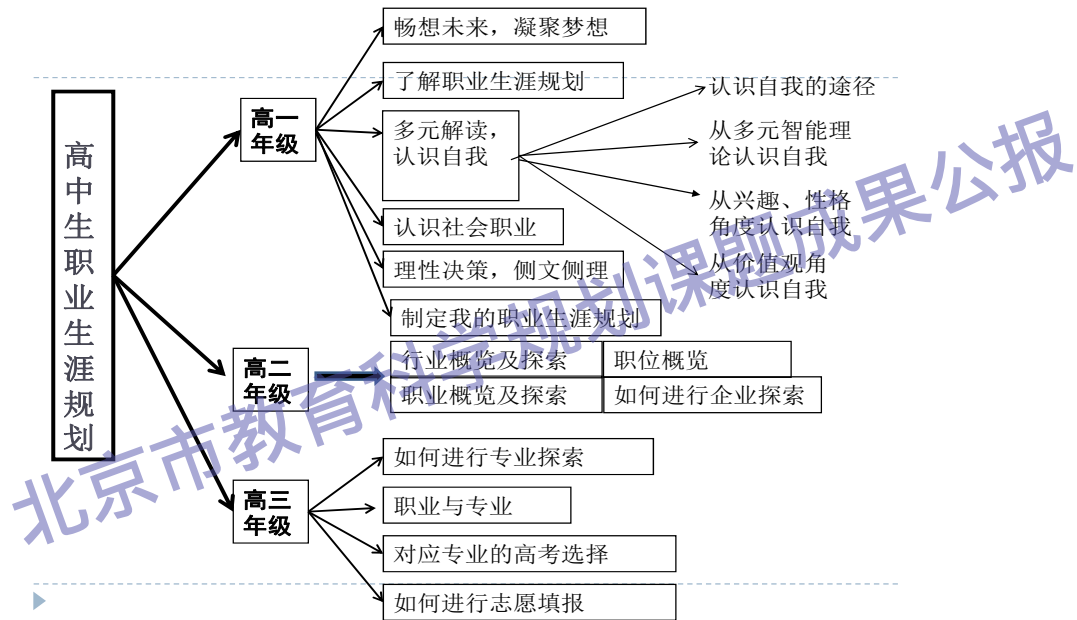 高中生职业生涯规划
高一
年级
畅想未来，凝聚梦想
了解职业生涯规划
多元解读，
认识自我
认识自我的途径
从多元智能理
论认识自我
从兴趣、性格
角度认识自我
从价值观角
度认识自我
认识社会职业
理性决策，侧文侧理
制定我的职业生涯规划
高二
年级
行业概览及探索
职位概览
职业概览及探索
如何进行企业探索
高三
年级
如何进行专业探索
职业与专业
对应专业的高考选择
如何进行志愿填报
北京市教育科学规划课题成果公报